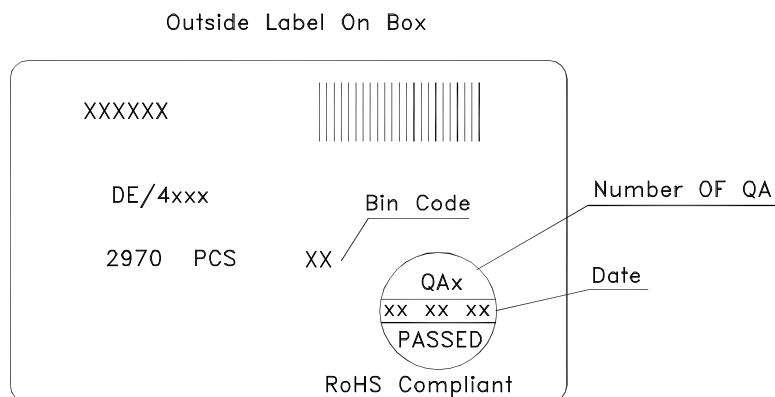 Outside Label On Box
XXXXXX
DE/4xxx
Bin Code
Number OF QA
2970 PCS XX
QAx
Date
xx xx xx
PASSED
RoHS Compliant